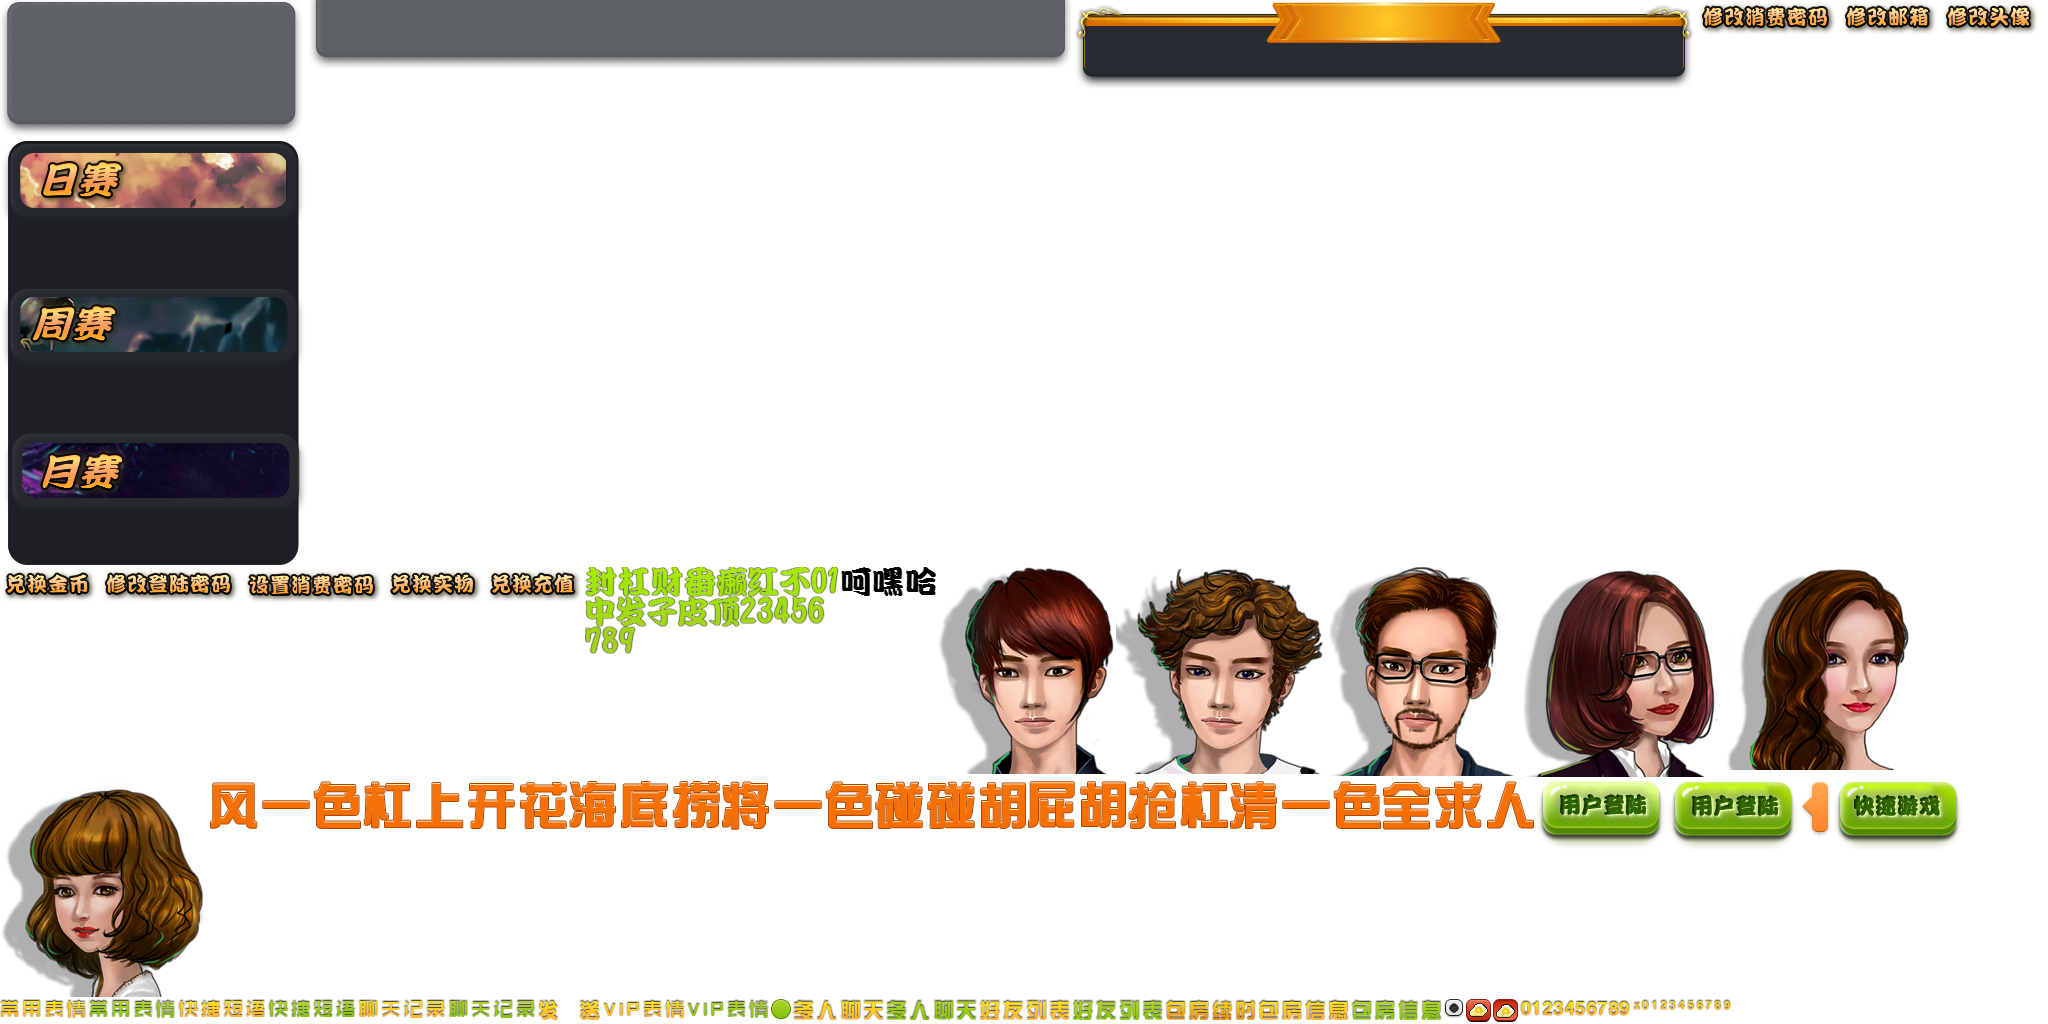 修改消费密码 修改邮箱 修改头像
日赛
周赛
月赛
兑换金币 修改登陆密码 设置消费密码 兑换实物 兑换充值
封杠财番癞红不01呵嘿哈
中发子皮顶23456
789
风一色杠上开花海底捞将一色碰碰胡屁胡抢杠清一色全求人
用户登陆 用户登陆 快速游戏
常用表情常用表情快捷短语快捷短语聊天记录聊天记录发 送VIP表情VIP表情多人聊天多人聊天好友列表好友列表包房续时包房信息包房信息 0123456789 x0123456789